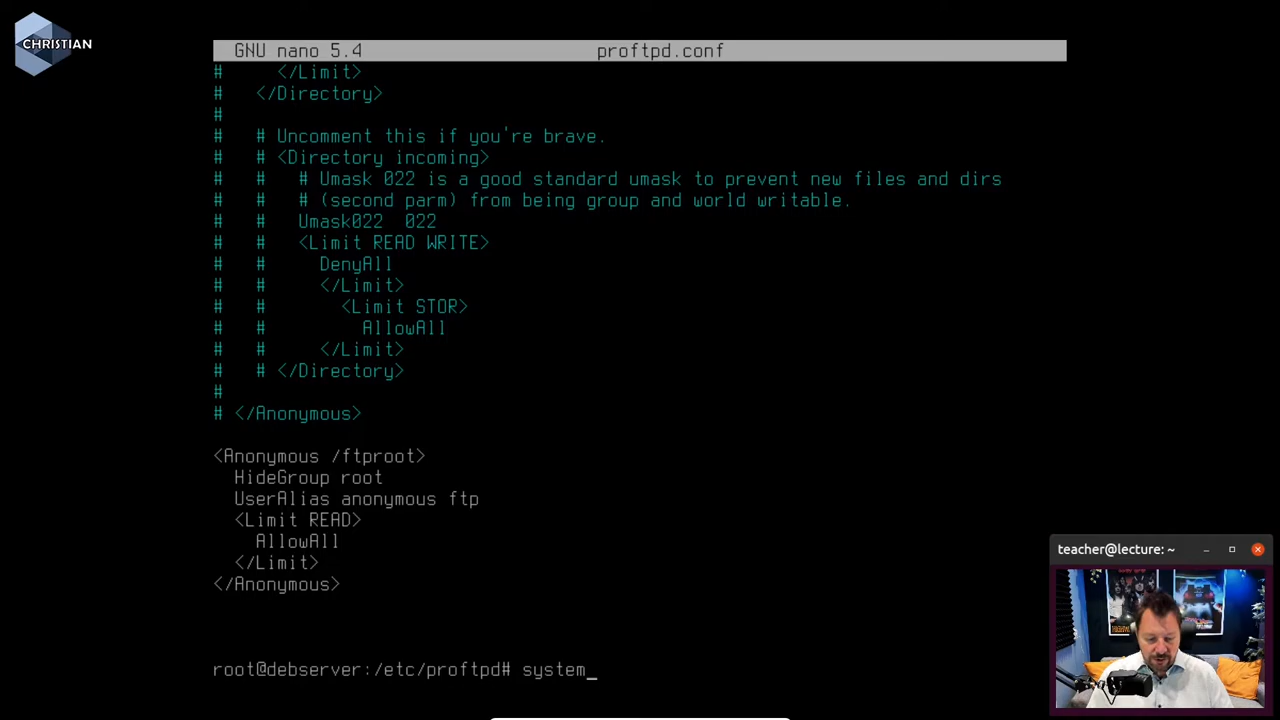 CHRISTIAN
GNU nano 5.4 proftpd.conf
# </Limit>
# </Directory>
#
# # Uncomment this if you're brave.
# # <Directory incoming>
# # # Umask 022 is a good standard umask to prevent new files and dirs
# # # (second parm) from being group and world writable.
# # Umask022 022
# # <Limit READ WRITE>
# # DenyAll
# # </Limit>
# # <Limit STOR>
# # AllowAll
# # </Limit>
# # </Directory>
#
# </Anonymous>
<Anonymous /ftproot>
HideGroup root
UserAlias anonymous ftp
<Limit READ>
AllowAll
</Limit>
</Anonymous>
teacher@lecture: ~
root@debserver:/etc/proftpd# system_